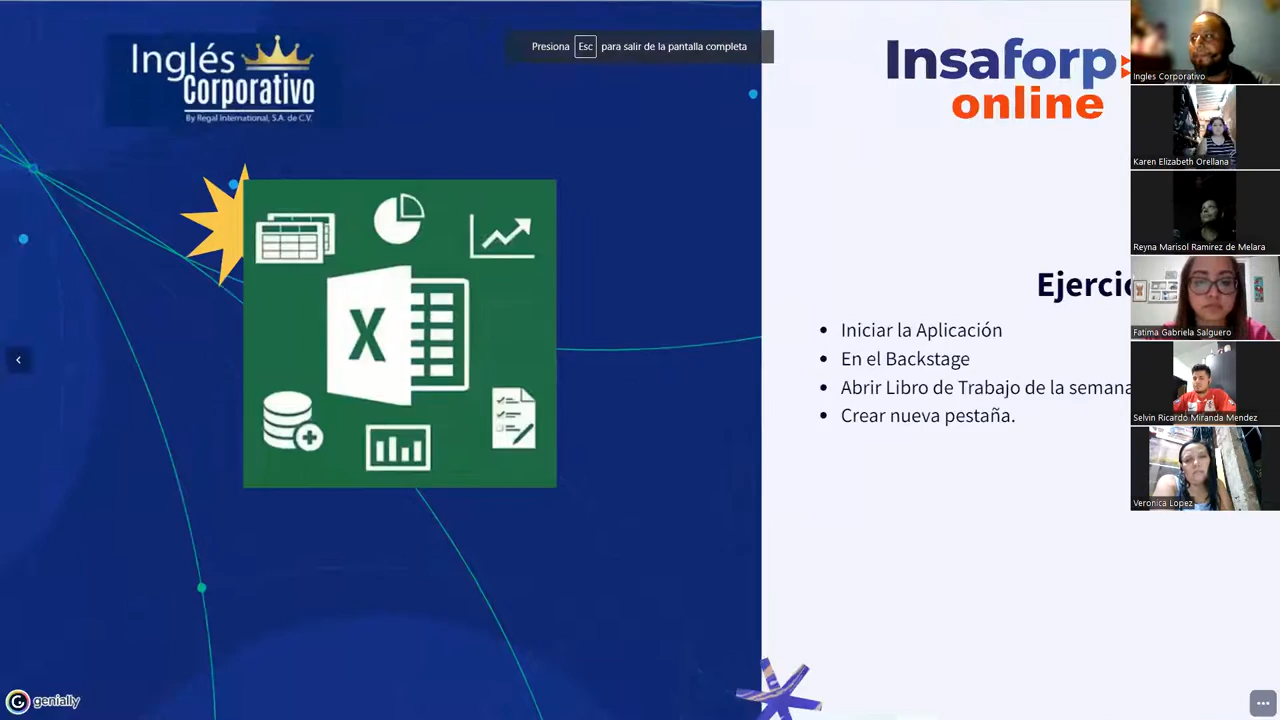 Inglés
Corporativo
By Regal International, S.A. de C.V.
Presiona Esc para salir de la pantalla completa
Insaforp
online
X
Ejercic
Iniciar la Aplicación
En el Backstage
Abrir Libro de Trabajo de la semana
Crear nueva pestaña.
Ingles Corporativo
Karen Elizabeth Orellana
Reyna Marisol Ramirez de Melara
Fatima Gabriela Salguero
Selvin Ricardo Miranda Mendez
Veronica Lopez
genially